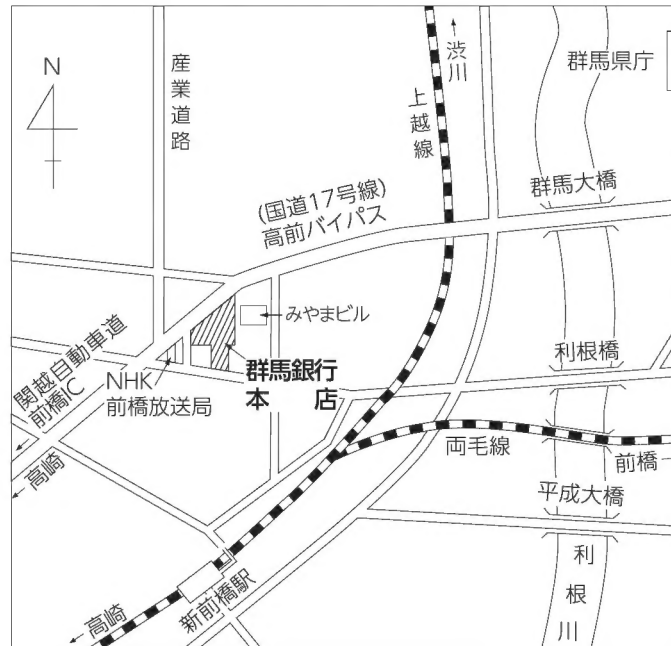 N
産業道路
渋川
上越線
群馬県庁
(国道17号線)
高前バイパス
群馬大橋
みやまビル
関越自動車道
前橋IC
NHK
前橋放送局
群馬銀行
本店
利根橋
両毛線
前橋
高崎
平成大橋
新前橋駅
利根川
高崎